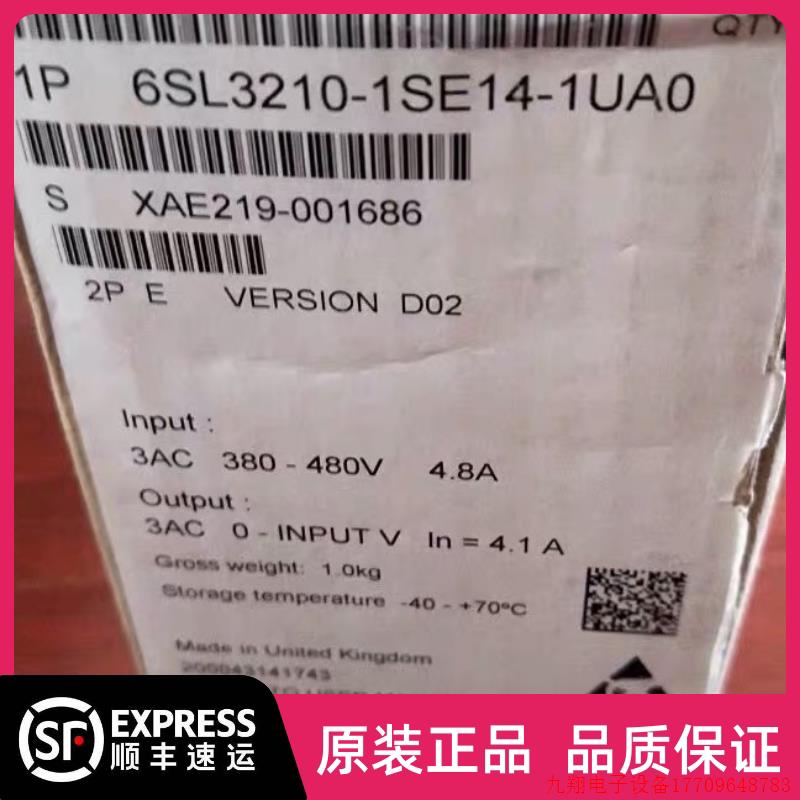 QTY
1P 6SL3210-1SE14-1UA0
S XAE219-001686
2P E VERSION D02
Input :
3AC 380 - 480V 4.8A
Output :
3AC 0 - INPUT V In = 4.1 A
Gross weight: 1.0kg
Storage temperature -40 - +70°C
Made in United Kingdom
200043141743
SF EXPRESS
顺丰速运
原装正品 品质保证
九翔电子设备17709648783